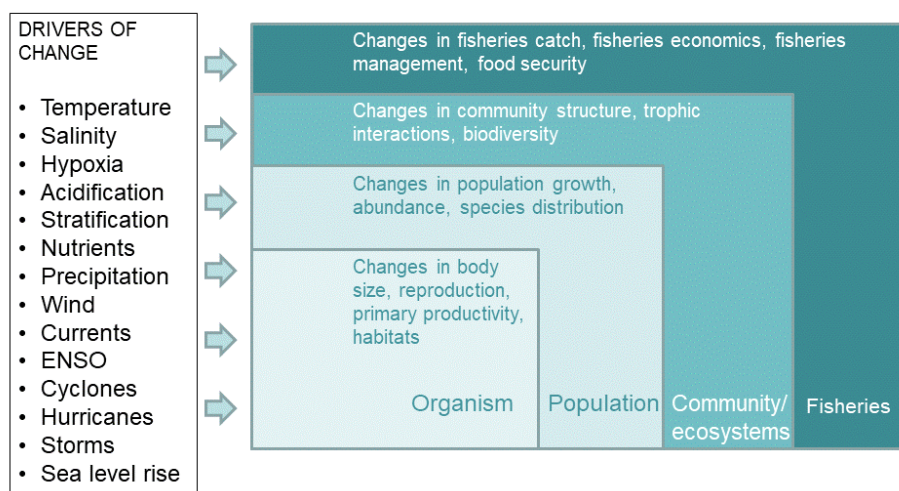 DRIVERS OF
CHANGE
• Temperature
• Salinity
• Hypoxia
• Acidification
• Stratification
• Nutrients
• Precipitation
• Wind
• Currents
• ENSO
• Cyclones
• Hurricanes
• Storms
• Sea level rise
Changes in fisheries catch, fisheries economics, fisheries
management, food security
Changes in community structure, trophic
interactions, biodiversity
Changes in population growth,
abundance, species distribution
Changes in body
size, reproduction,
primary productivity,
habitats
Organism
Population
Community/
ecosystems
Fisheries